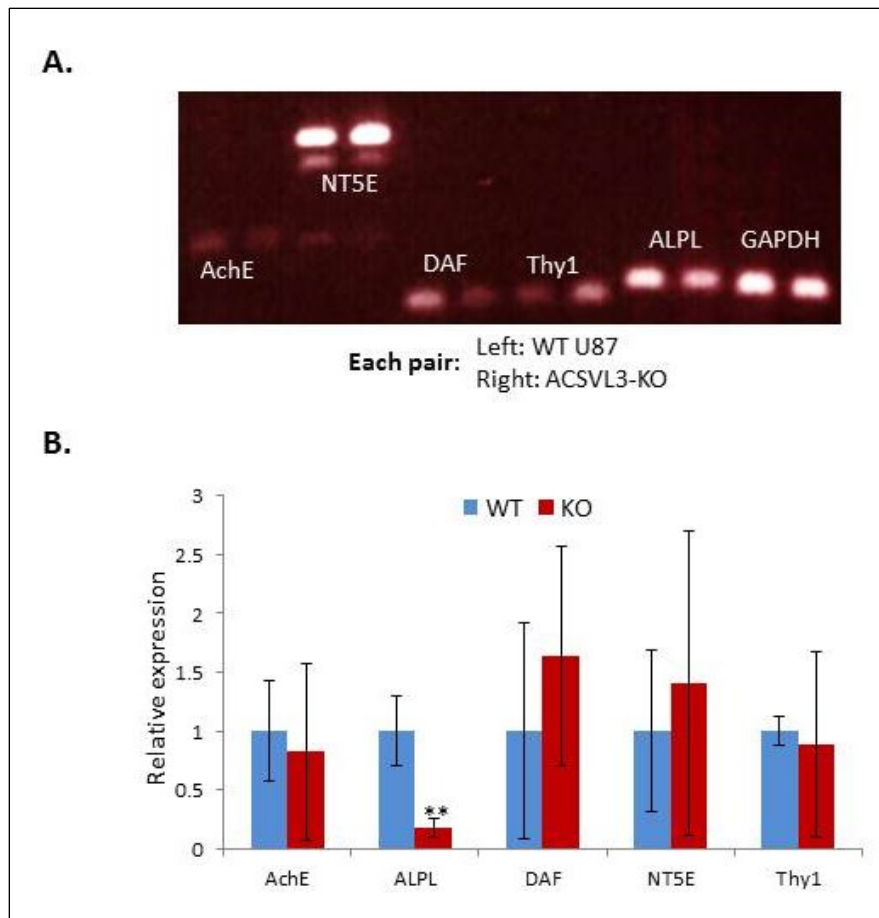 A.
NT5E
AchE
DAF
Thy1
ALPL
GAPDH
Each pair:
Left: WT U87
Right: ACSVL3-KO
B.
3
2.5
2
1.5
1
0.5
0
Relative expression
WT KO
**
AchE ALPL DAF NT5E Thy1